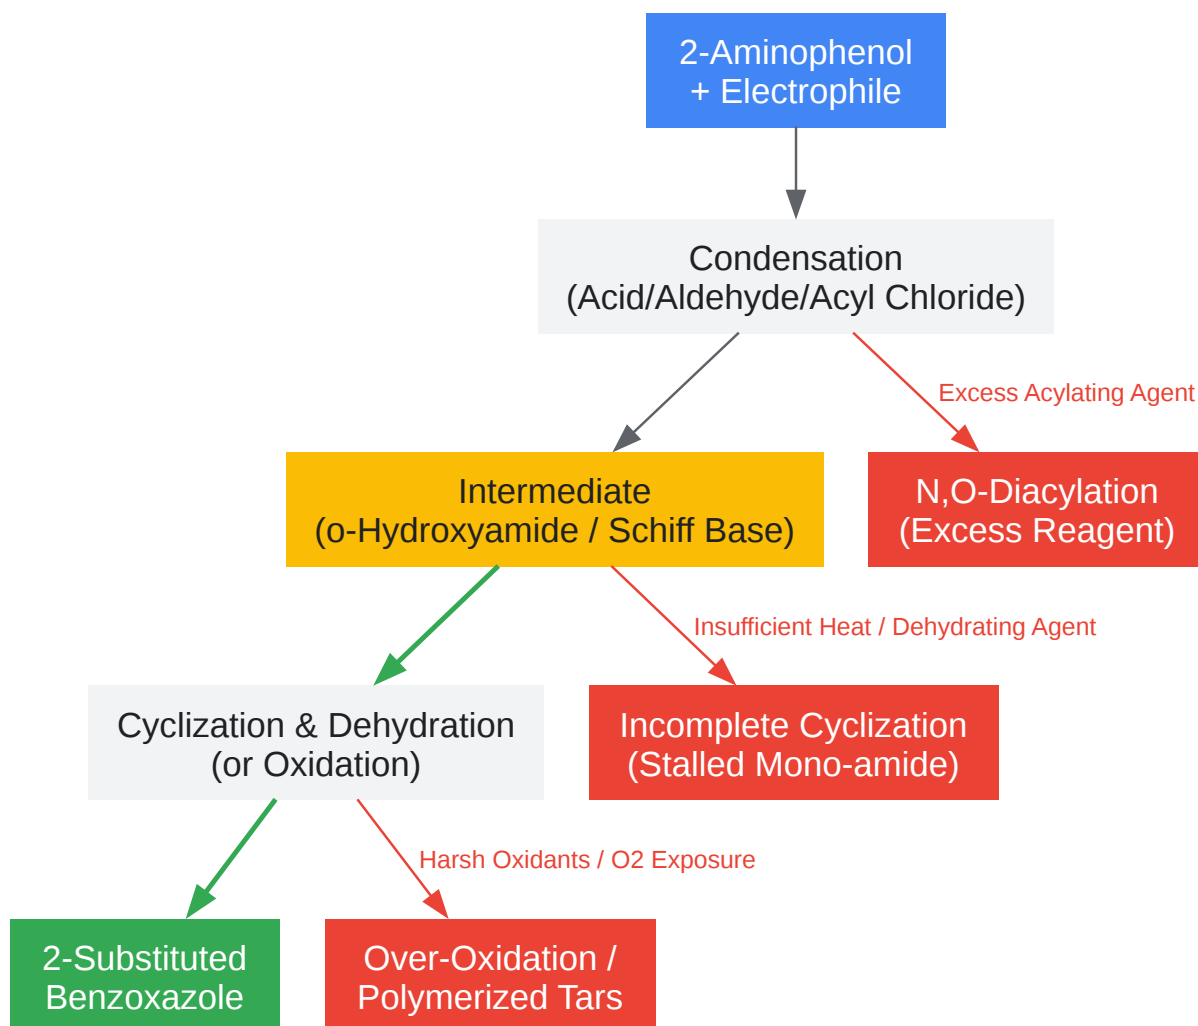 2-Aminophenol
+ Electrophile
Condensation
(Acid/Aldehyde/Acyl Chloride)
Excess Acylating Agent
Intermediate
(o-Hydroxyamide / Schiff Base)
N,O-Diacylation
(Excess Reagent)
Insufficient Heat / Dehydrating Agent
Cyclization & Dehydration
(or Oxidation)
Incomplete Cyclization
(Stalled Mono-amide)
Harsh Oxidants / O2 Exposure
2-Substituted
Benzoxazole
Over-Oxidation /
Polymerized Tars